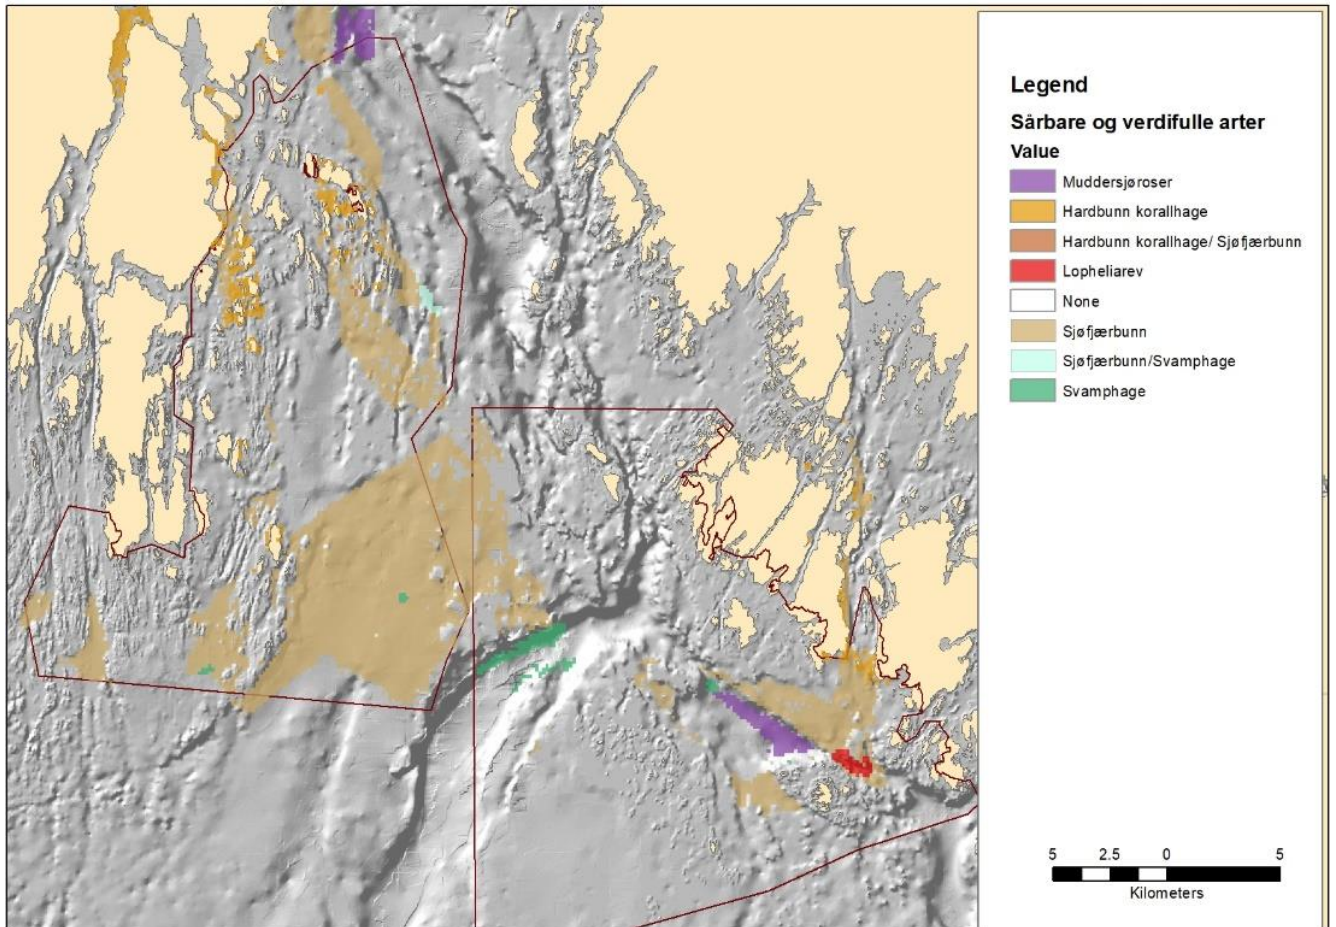 Legend
Sårbare og verdifulle arter
Value
Muddersjøroser
Hardbunn korallhage
Hardbunn korallhage/ Sjøfjærbunn
Lopheliarev
None
Sjøfjærbunn
Sjøfjærbunn/Svamphage
Svamphage
5 2.5 0 5
Kilometers